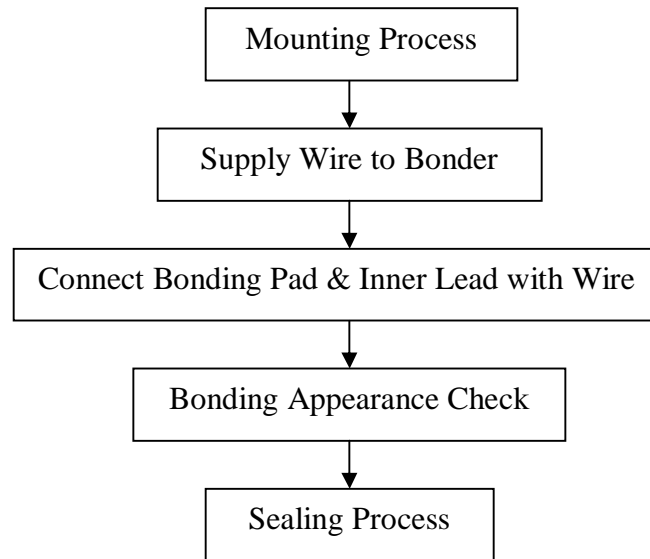 Mounting Process
Supply Wire to Bonder
Connect Bonding Pad & Inner Lead with Wire
Bonding Appearance Check
Sealing Process